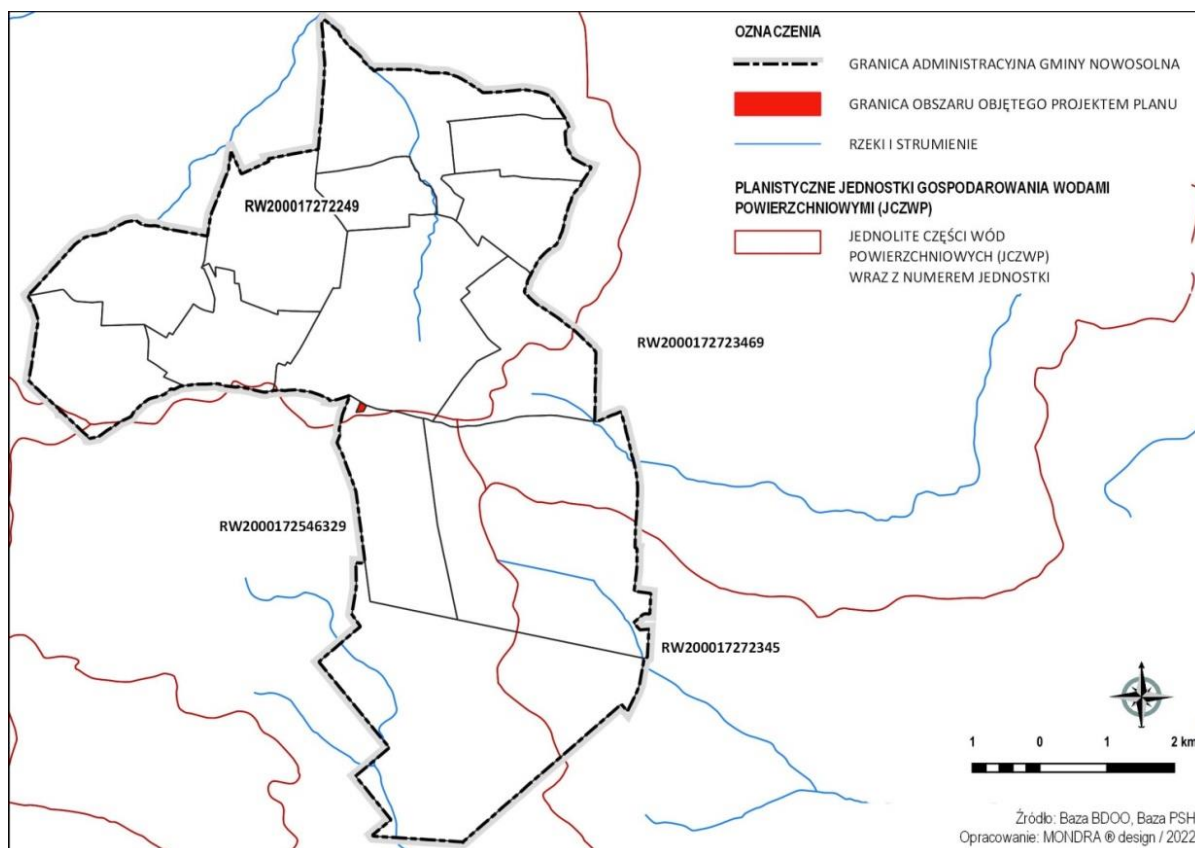 OZNACZENIA
GRANICA ADMINISTRACYJNA GMINY NOWOSOLNA
GRANICA OBSZARU OBJĘTEGO PROJEKTEM PLANU
RZEKI I STRUMIENIE
PLANISTYCZNE JEDNOSTKI GOSPODAROWANIA WODAMI
POWIERZCHNIOWYMI (JCZWP)
JEDNOLITE CZĘŚCI WÓD
POWIERZCHNIOWYCH (JCZWP)
WRAZ Z NUMEREM JEDNOSTKI
RW200017272249
RW2000172723469
RW2000172546329
RW200017272345
1 0 1 2 km
Źródło: Baza BDOO, Baza PSH
Opracowanie: MONDRA ® design / 2022